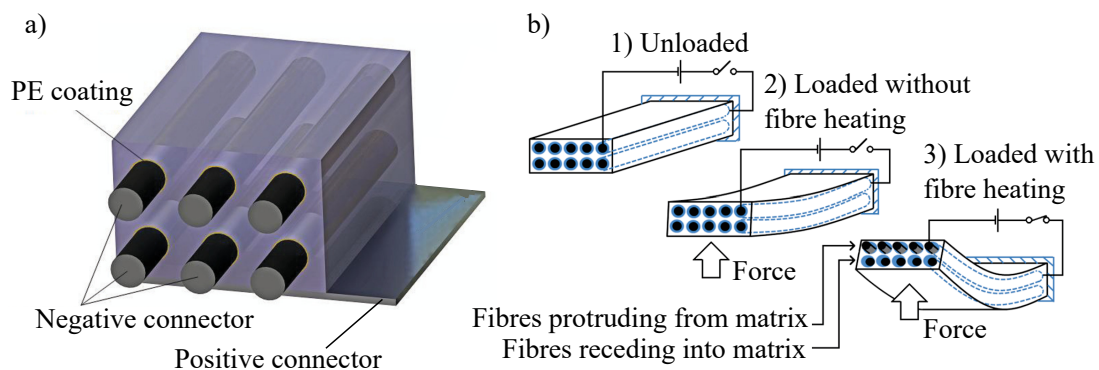 a)
PE coating
Negative connector
Positive connector
b)
1) Unloaded
2) Loaded without
fibre heating
3) Loaded with
fibre heating
Force
Force
Fibres protruding from matrix
Fibres receding into matrix